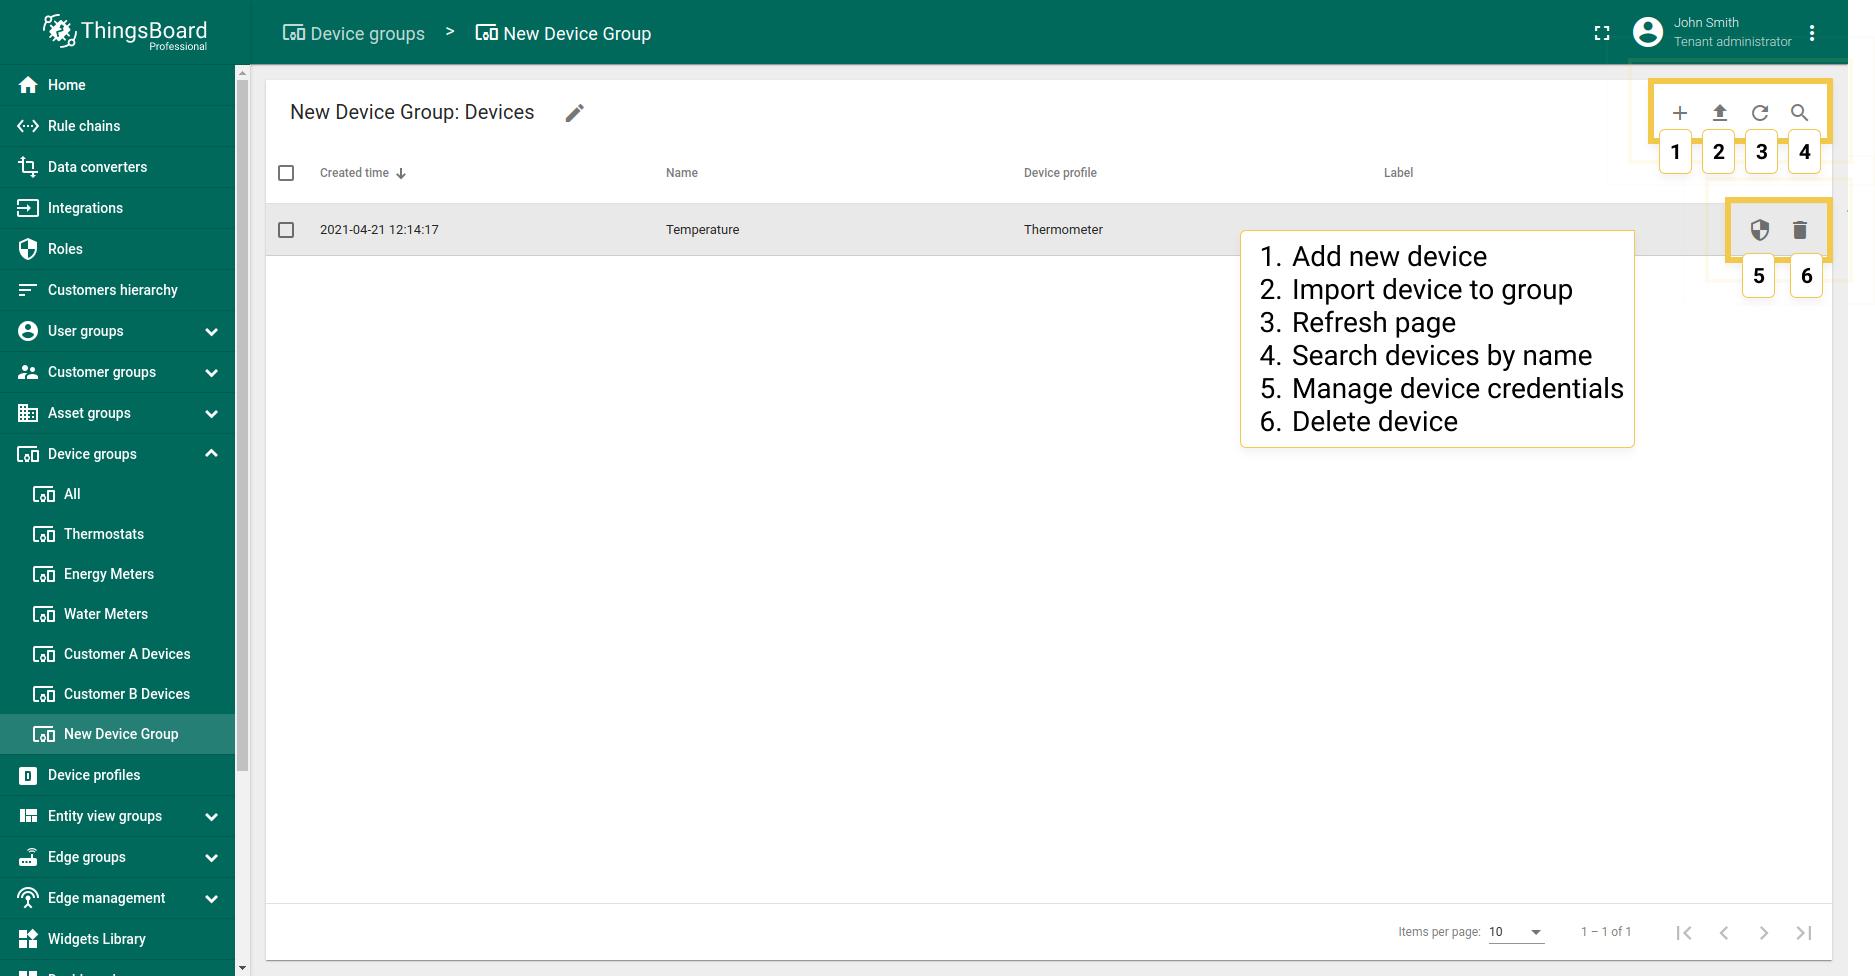 ThingsBoard
Professional
Device groups > New Device Group
John Smith
Tenant administrator
Home
Rule chains
Data converters
Integrations
Roles
Customers hierarchy
User groups
Customer groups
Asset groups
Device groups
All
Thermostats
Energy Meters
Water Meters
Customer A Devices
Customer B Devices
New Device Group
Device profiles
Entity view groups
Edge groups
Edge management
Widgets Library
New Device Group: Devices
1 2 3 4
Created time Name Device profile Label
2021-04-21 12:14:17 Temperature Thermometer
5 6
1. Add new device
2. Import device to group
3. Refresh page
4. Search devices by name
5. Manage device credentials
6. Delete device
Items per page: 10 1 – 1 of 1